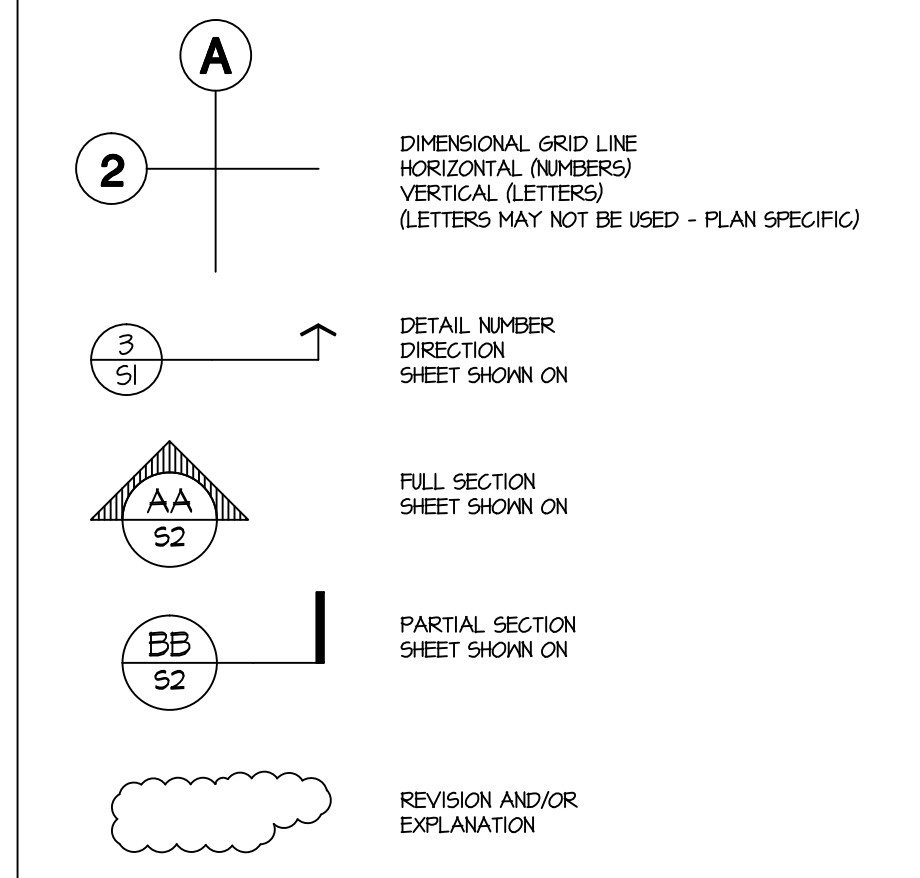 A
2
DIMENSIONAL GRID LINE
HORIZONTAL (NUMBERS)
VERTICAL (LETTERS)
(LETTERS MAY NOT BE USED - PLAN SPECIFIC)
3
S1
DETAIL NUMBER
DIRECTION
SHEET SHOWN ON
AA
S2
FULL SECTION
SHEET SHOWN ON
BB
S2
PARTIAL SECTION
SHEET SHOWN ON
REVISION AND/OR
EXPLANATION